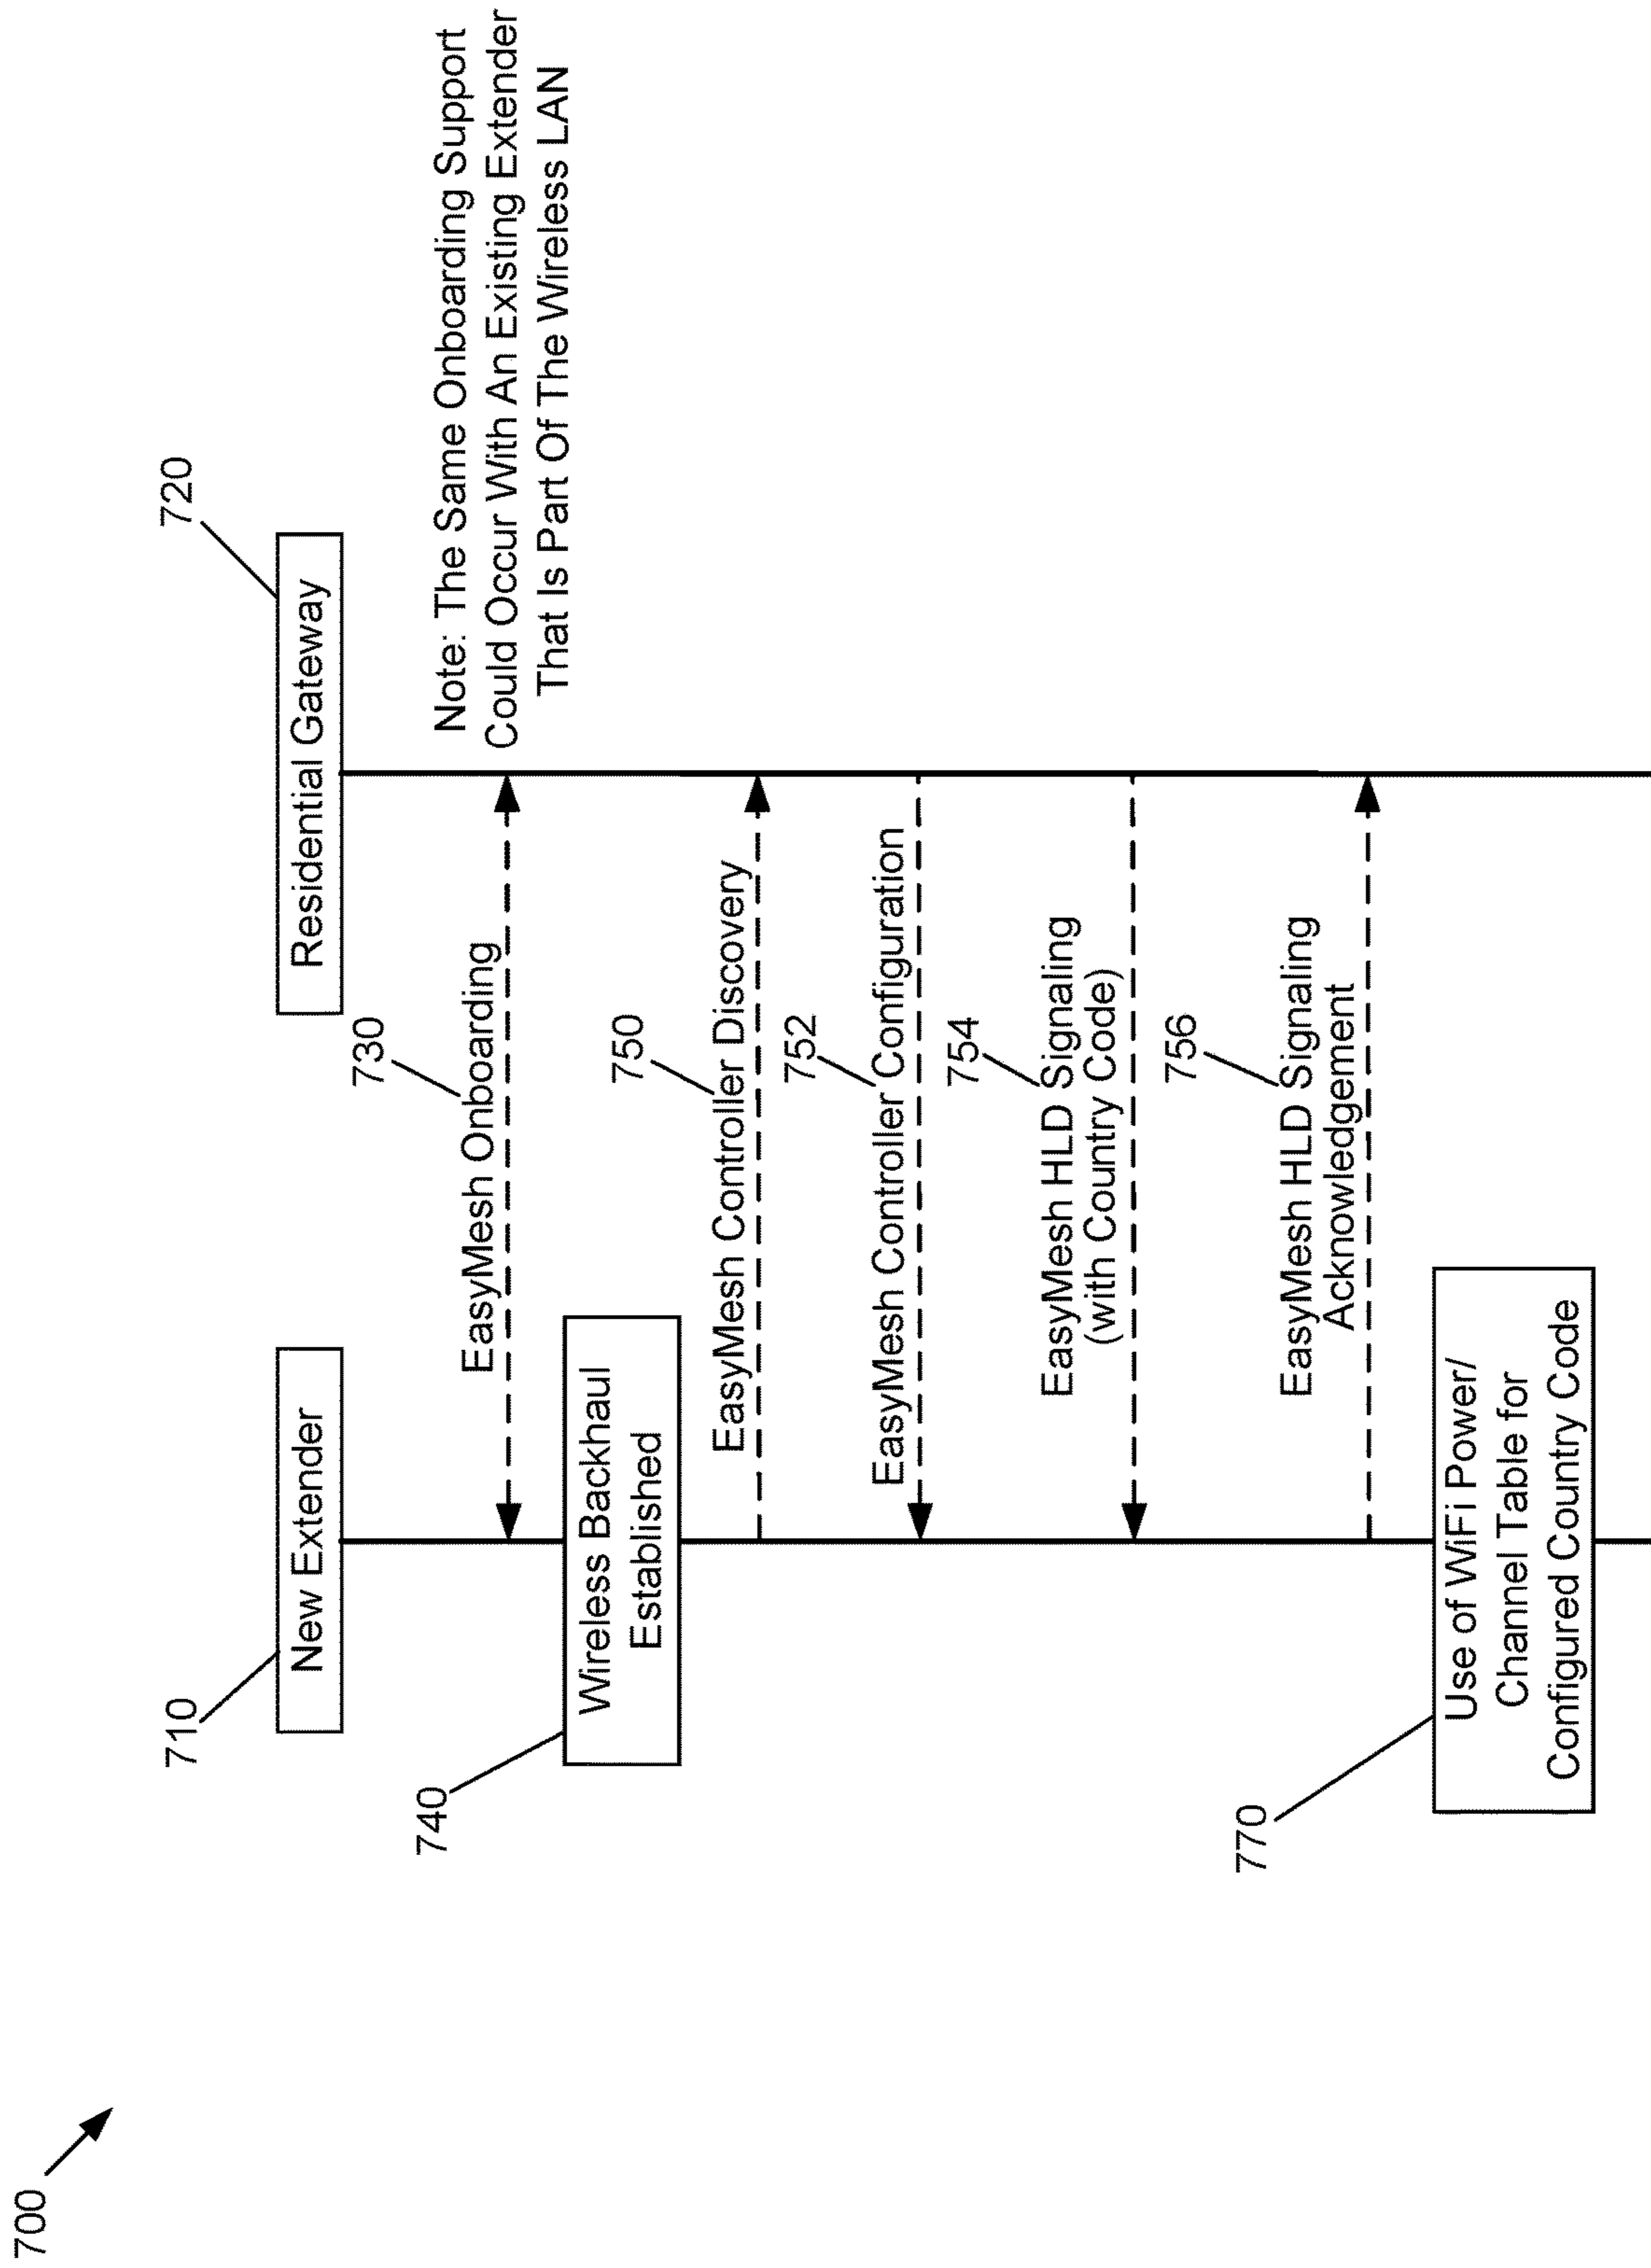 700
710
New Extender
720
Residential Gateway
730
EasyMesh Onboarding
Note: The Same Onboarding Support
Could Occur With An Existing Extender
That Is Part Of The Wireless LAN
740
Wireless Backhaul
Established
750
EasyMesh Controller Discovery
752
EasyMesh Controller Configuration
754
EasyMesh HLD Signaling
(with Country Code)
756
EasyMesh HLD Signaling
Acknowledgement
770
Use of WiFi Power/
Channel Table for
Configured Country Code